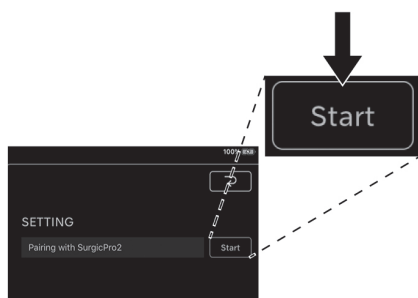 Start
100%
SETTING
Pairing with SurgicPro2
Start